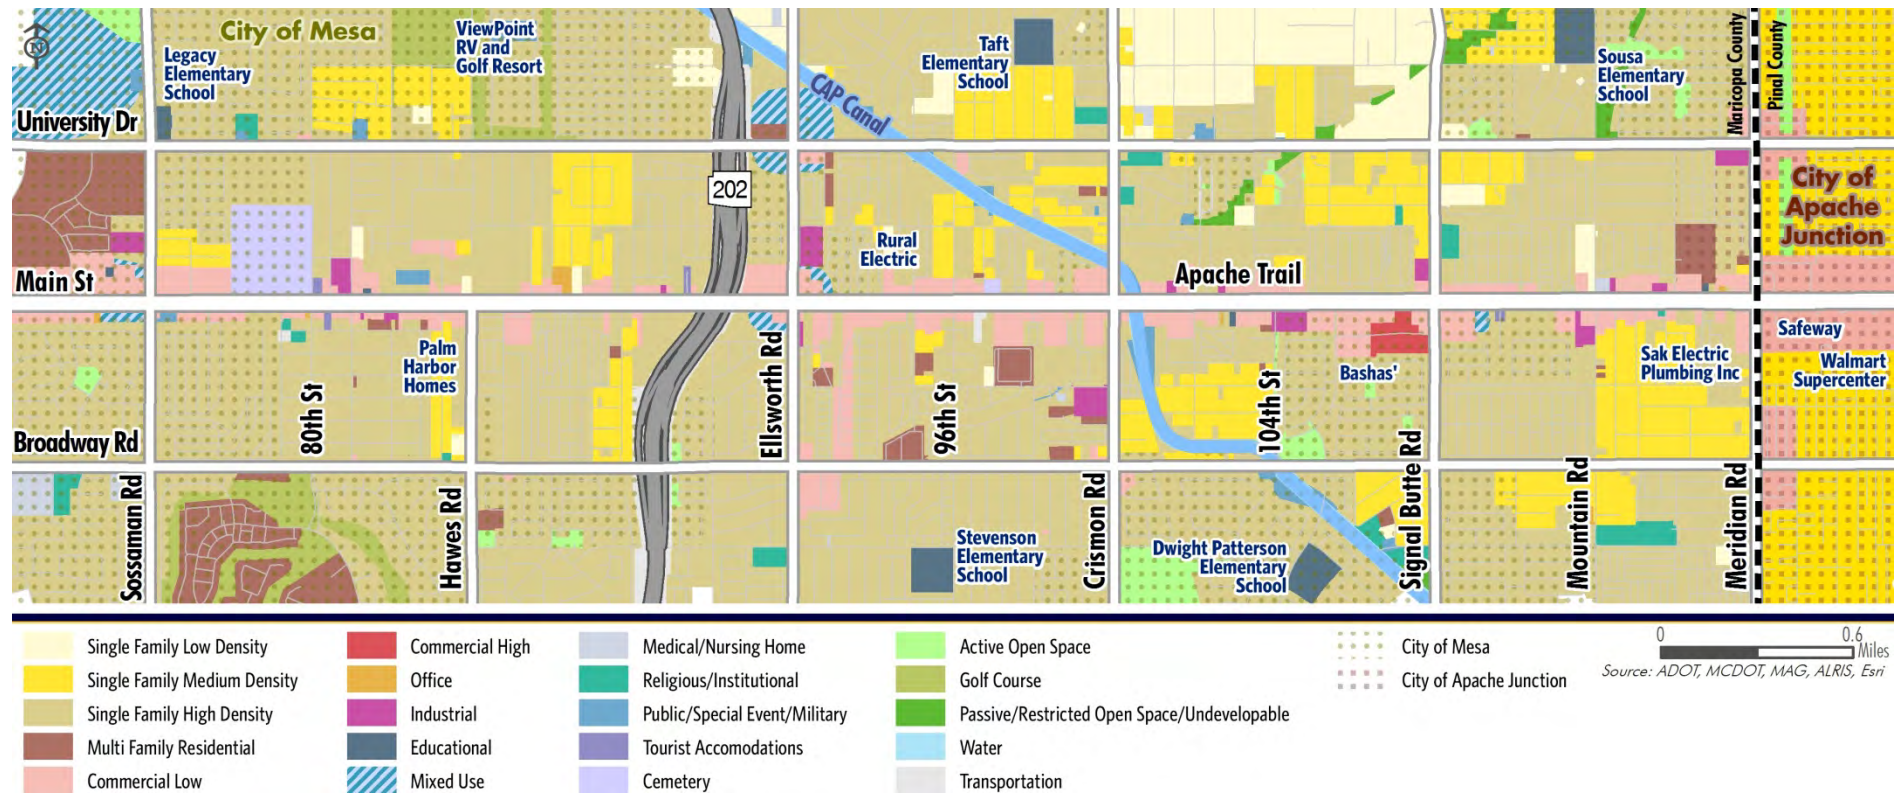 N
City of Mesa
Legacy
Elementary
School
ViewPoint
RV and
Golf Resort
Taft
Elementary
School
Sousa
Elementary
School
Maricopa County
Pinal County
University Dr
CAP Canal
202
Rural
Electric
City of
Apache
Junction
Main St
Apache Trail
Palm
Harbor
Homes
80th St
Ellsworth Rd
96th St
104th St
Bashas'
Signal Butte Rd
Sak Electric
Plumbing Inc
Safeway
Walmart
Supercenter
Broadway Rd
Sossaman Rd
Hawes Rd
Stevenson
Elementary
School
Crismon Rd
Dwight Patterson
Elementary
School
Mountain Rd
Meridian Rd
Single Family Low Density
Single Family Medium Density
Single Family High Density
Multi Family Residential
Commercial Low
Commercial High
Office
Industrial
Educational
Mixed Use
Medical/Nursing Home
Religious/Institutional
Public/Special Event/Military
Tourist Accomodations
Cemetery
Active Open Space
Golf Course
Passive/Restricted Open Space/Undevelopable
Water
Transportation
City of Mesa
City of Apache Junction
0 0.6
Miles
Source: ADOT, MCDOT, MAG, ALRIS, Esri